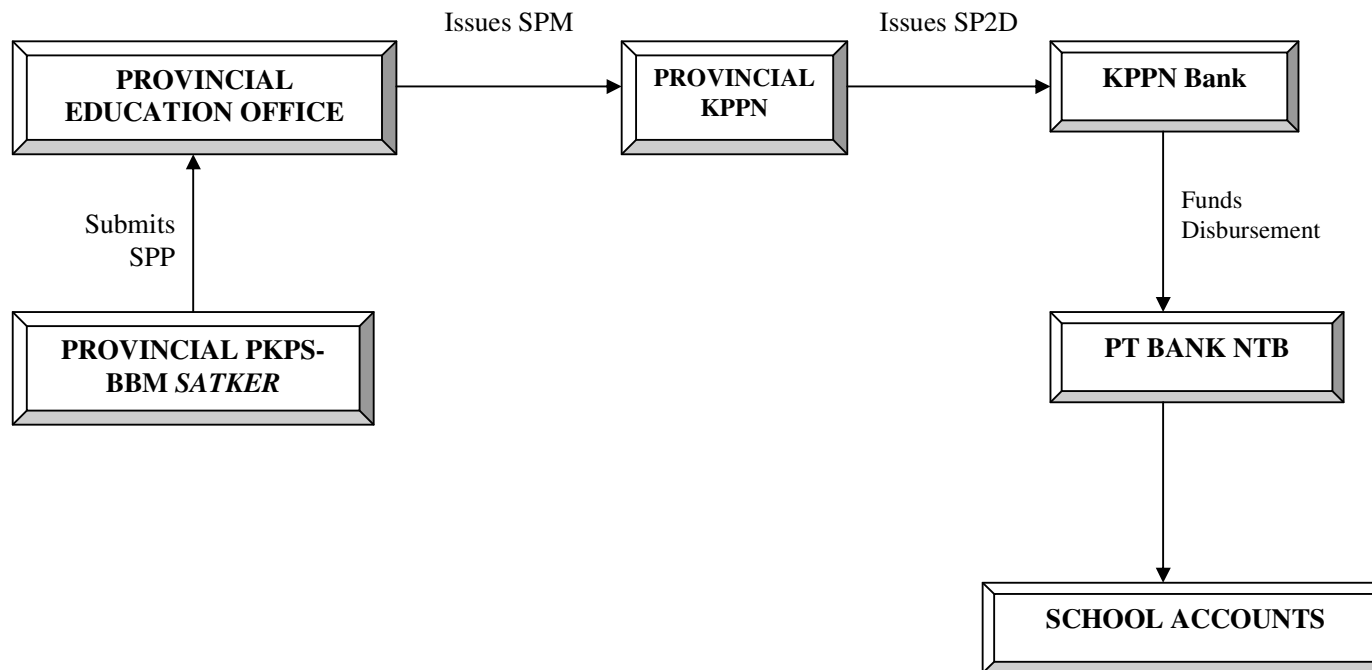 Issues SPM
Issues SP2D
PROVINCIAL
EDUCATION OFFICE
PROVINCIAL
KPPN
KPPN Bank
Submits
SPP
Funds
Disbursement
PROVINCIAL PKPS-
BBM SATKER
PT BANK NTB
SCHOOL ACCOUNTS